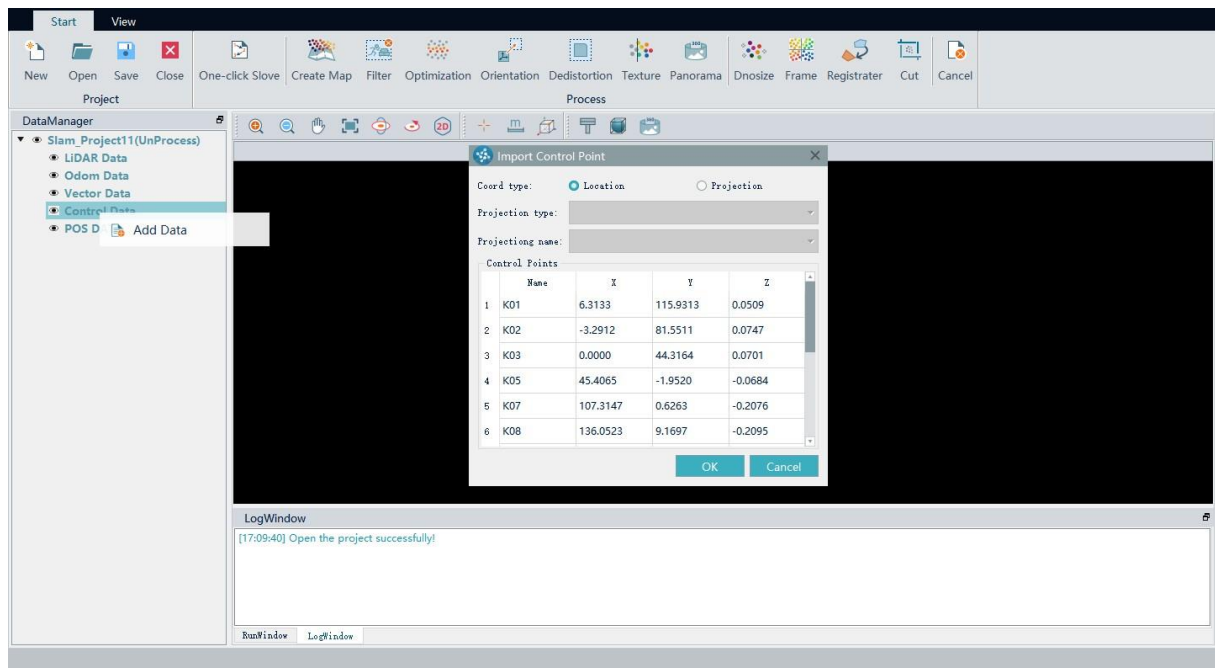 Start View
New Open Save Close One-click Slove Create Map Filter Optimization Orientation Dedistortion Texture Panorama Dnosize Frame Registrater Cut Cancel
Project Process
DataManager
Slam_Project11(UnProcess)
LiDAR Data
Odom Data
Vector Data
Control Data
POS D
Add Data
2D
m
Import Control Point
Coord type: Location Projection
Projection type:
Projectiong name:
Control Points
Name X Y Z
1 K01 6.3133 115.9313 0.0509
2 K02 -3.2912 81.5511 0.0747
3 K03 0.0000 44.3164 0.0701
4 K05 45.4065 -1.9520 -0.0684
5 K07 107.3147 0.6263 -0.2076
6 K08 136.0523 9.1697 -0.2095
OK Cancel
LogWindow
[17:09:40] Open the project successfully!
RunWindow LogWindow